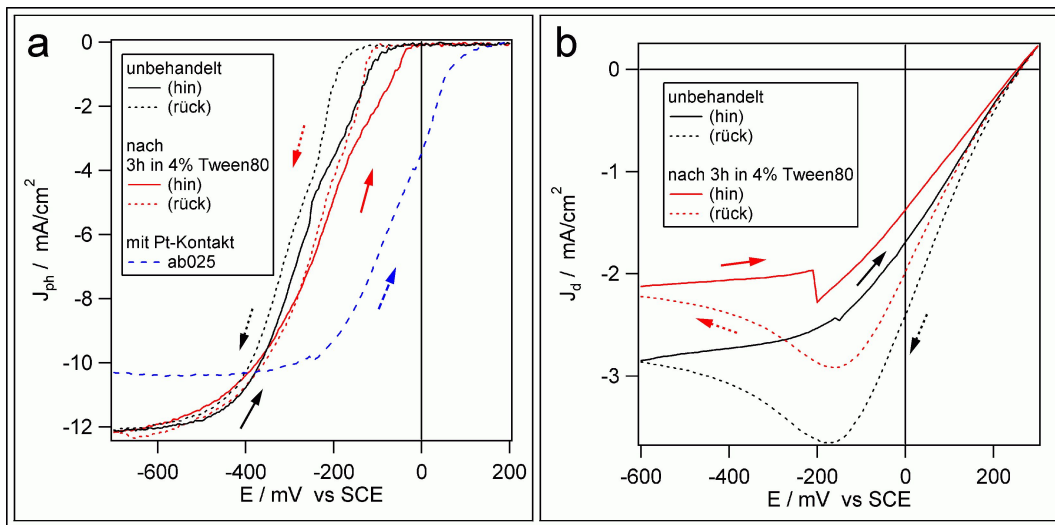 a
0
-2
-4
-6
-8
-10
-12
J_ph / mA/cm²
unbehandelt
(hin)
(rück)
nach
3h in 4% Tween80
(hin)
(rück)
mit Pt-Kontakt
ab025
-600
-400
-200
0
200
E / mV vs SCE
b
0
-1
-2
-3
J_d / mA/cm²
unbehandelt
(hin)
(rück)
nach 3h in 4% Tween80
(hin)
(rück)
-600
-400
-200
0
200
E / mV vs SCE